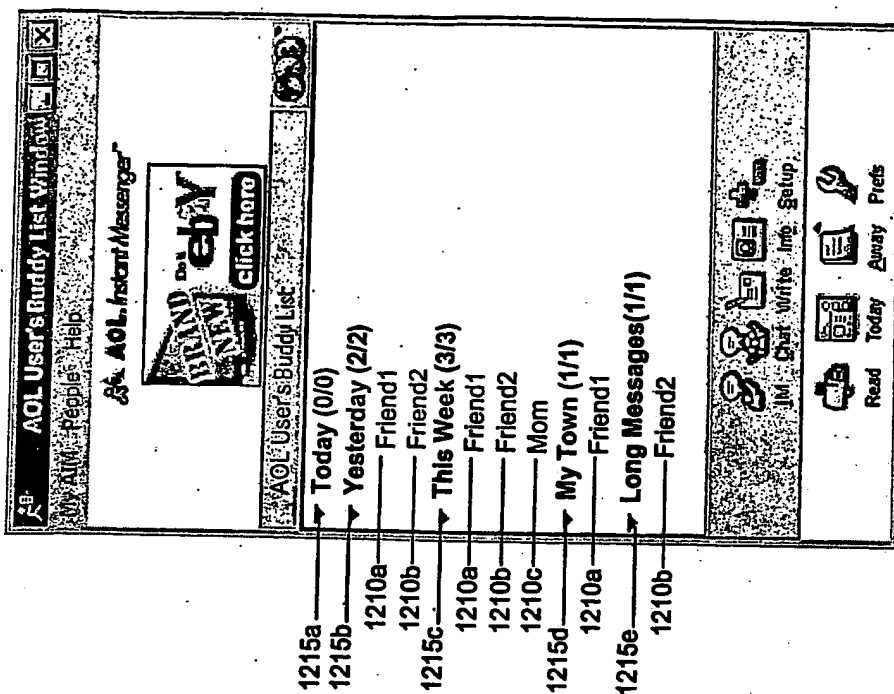 AOL User's Buddy List Window
My AIM People Help
AOL Instant Messenger™
BRAND NEW
eBY
click here
AOL User's Buddy List
1215a Today (0/0)
1215b Yesterday (2/2)
1210a Friend1
1210b Friend2
1215c This Week (3/3)
1210a Friend1
1210b Friend2
1210c Mom
1215d My Town (1/1)
1210a Friend1
1215e Long Messages(1/1)
1210b Friend2
IM Chat Write Info Setup
Read Today Away Prefs